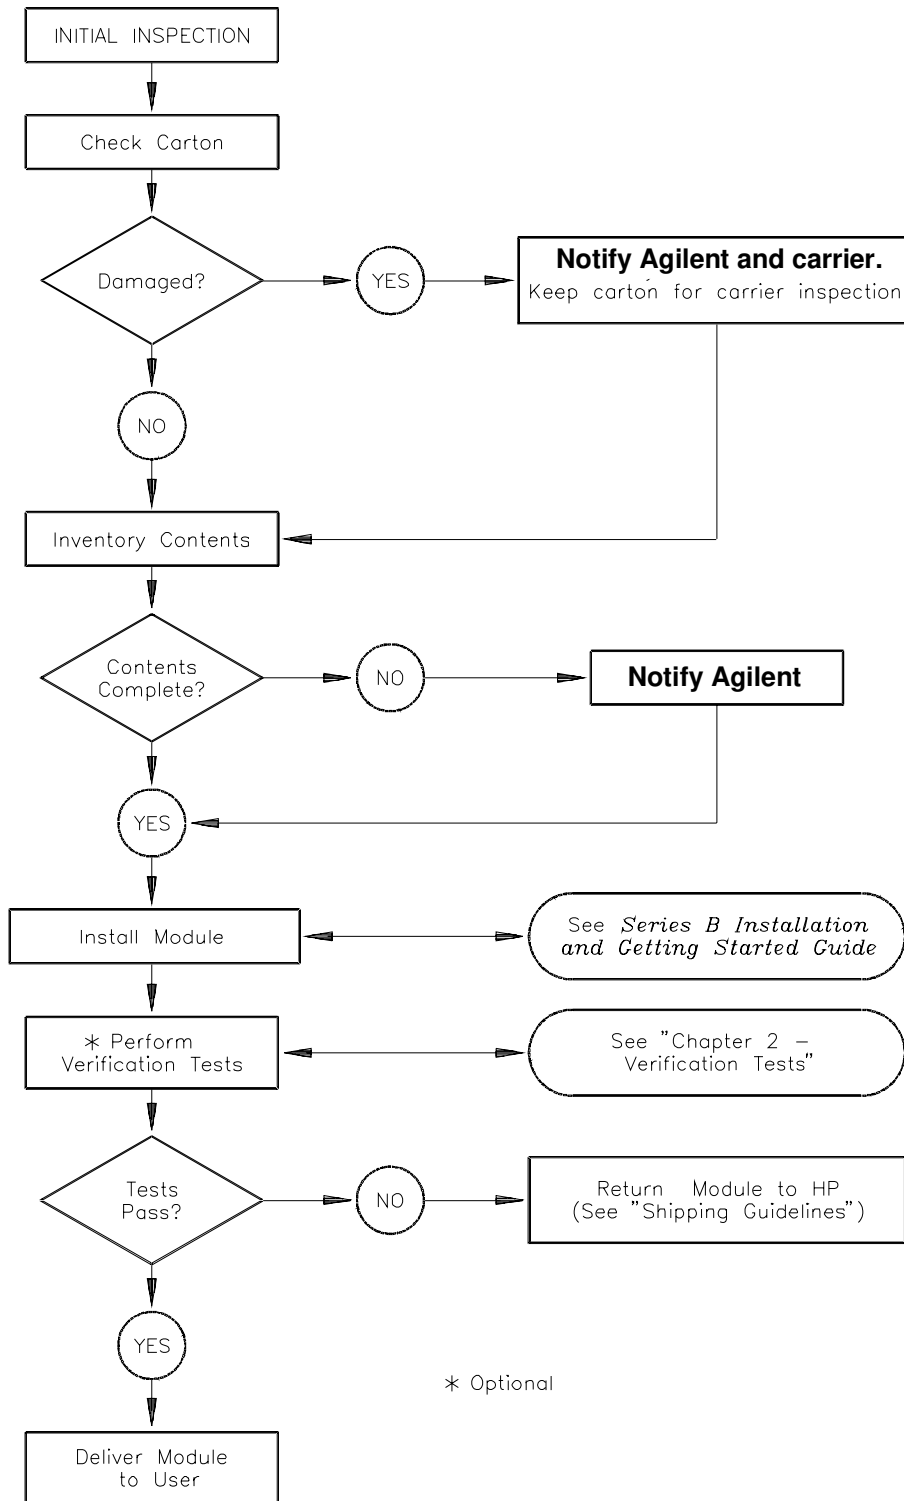 INITIAL INSPECTION
Check Carton
Damaged?
YES
Notify Agilent and carrier.
Keep carton for carrier inspection
NO
Inventory Contents
Contents
Complete?
NO
Notify Agilent
YES
Install Module
See Series B Installation
and Getting Started Guide
* Perform
Verification Tests
See "Chapter 2 –
Verification Tests"
Tests
Pass?
NO
Return Module to HP
(See "Shipping Guidelines")
YES
* Optional
Deliver Module
to User